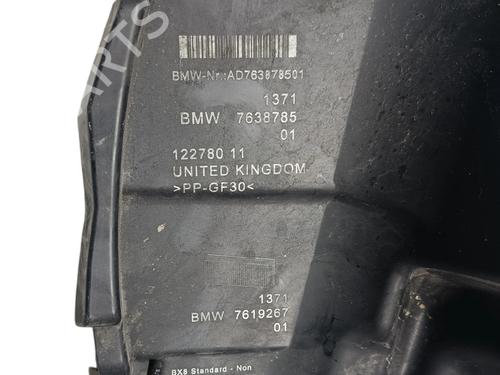 BMW-Nr.:AD763878501
1371
BMW 7638785
01
122780 11
UNITED KINGDOM
>PP-GF30<
1371
BMW 7619267
01
BX8 Standard - Non
PARTS